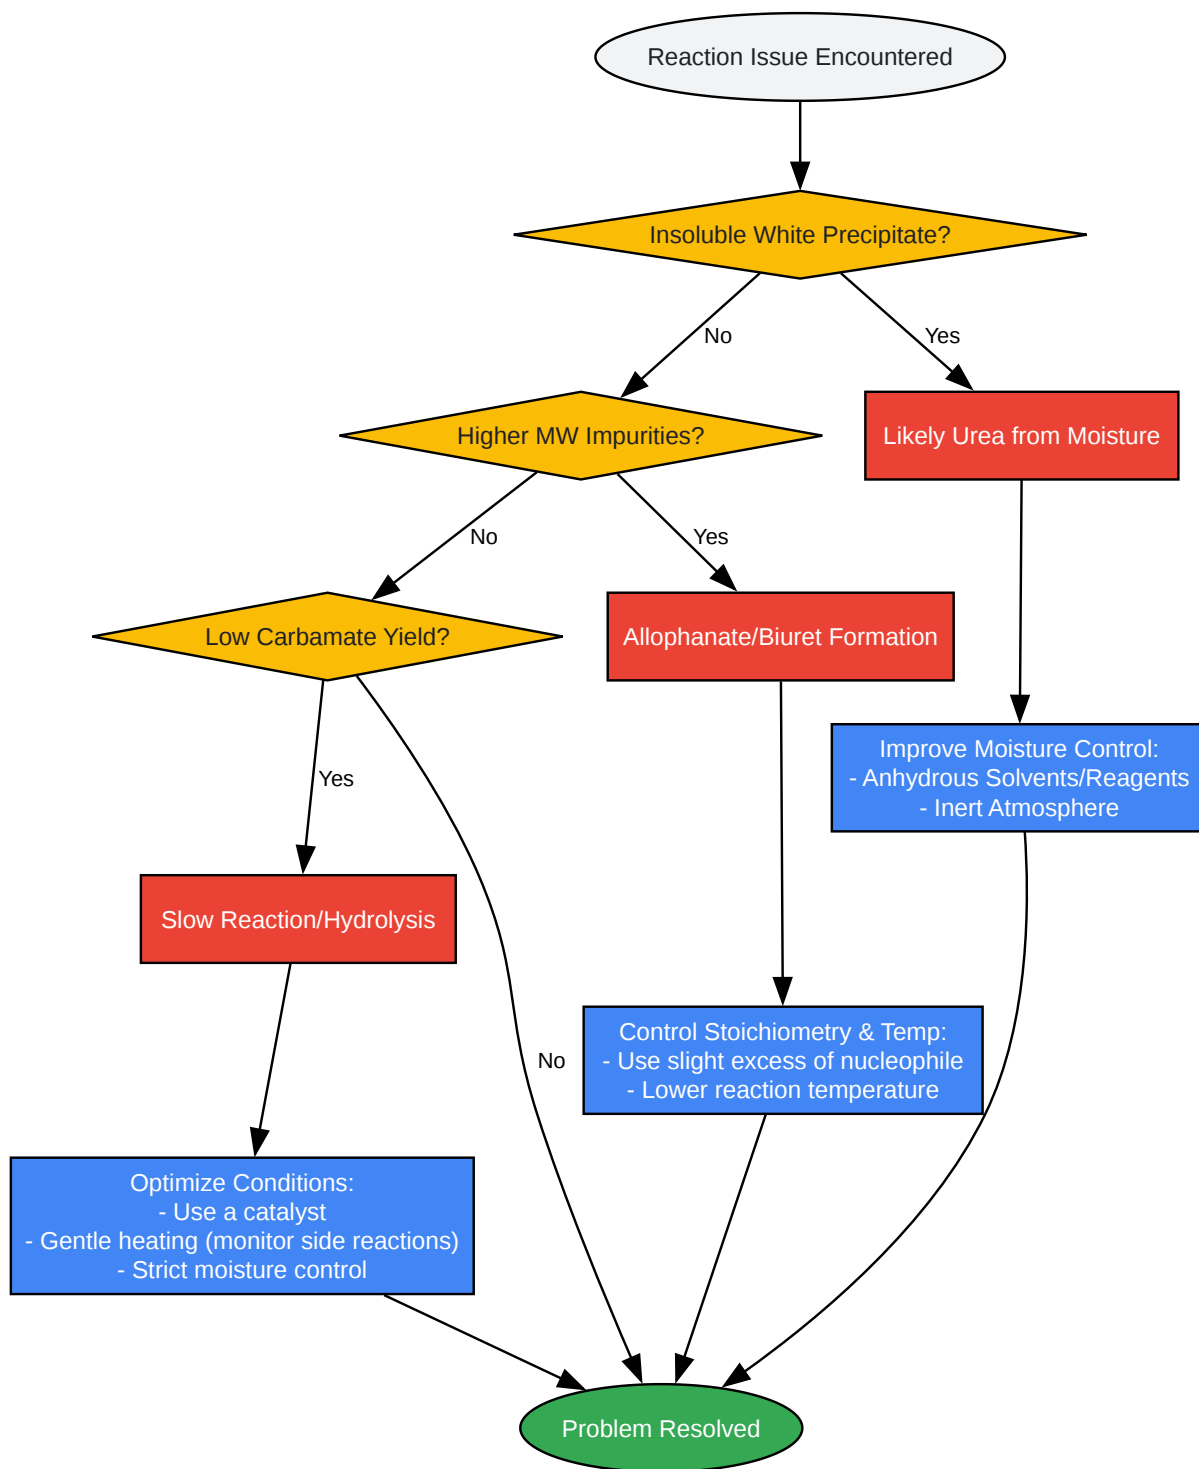 Reaction Issue Encountered
Insoluble White Precipitate?
No
Yes
Higher MW Impurities?
Likely Urea from Moisture
No
Yes
Low Carbamate Yield?
Allophanate/Biuret Formation
Improve Moisture Control:
- Anhydrous Solvents/Reagents
- Inert Atmosphere
Yes
Slow Reaction/Hydrolysis
Control Stoichiometry & Temp:
- Use slight excess of nucleophile
- Lower reaction temperature
No
Optimize Conditions:
- Use a catalyst
- Gentle heating (monitor side reactions)
- Strict moisture control
Problem Resolved